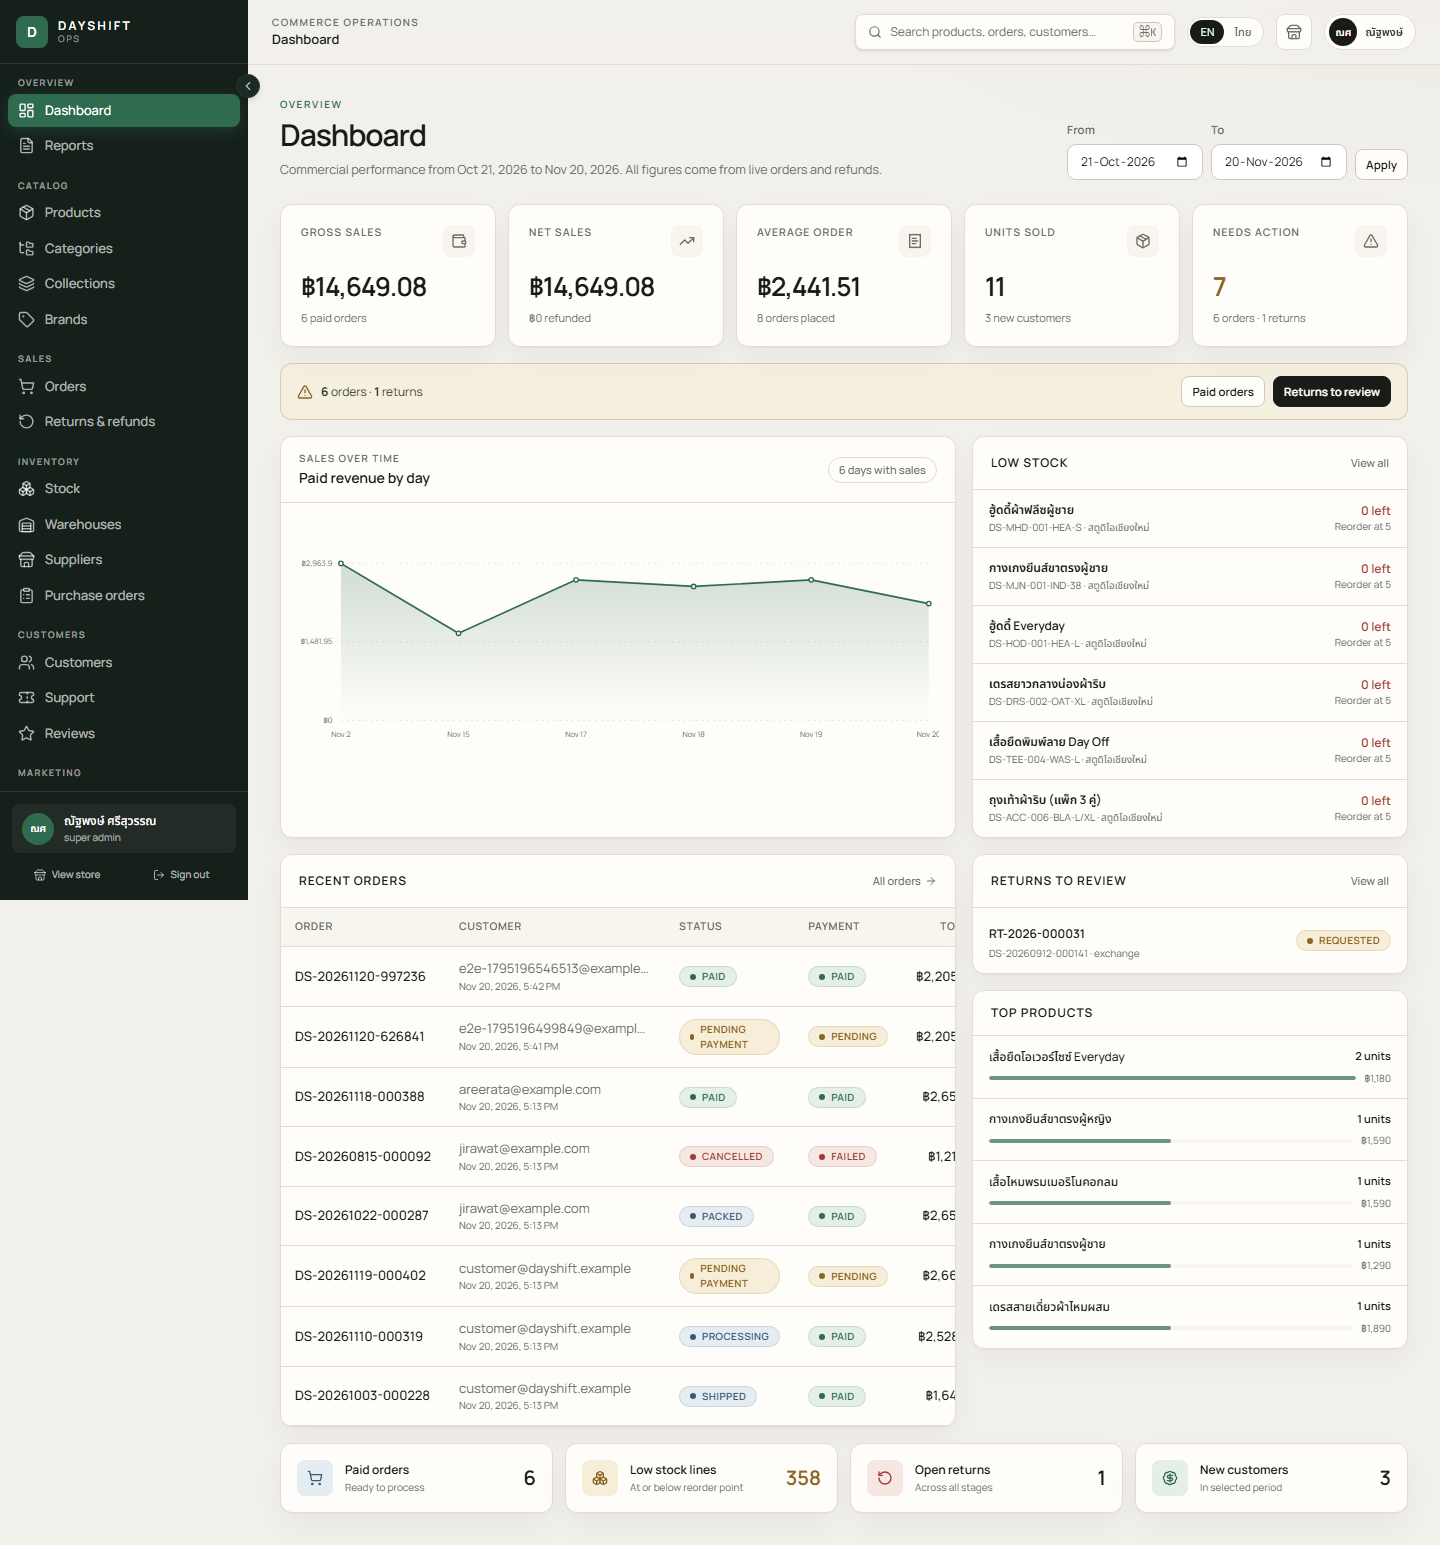 D
DAYSHIFT
OPS
OVERVIEW
Dashboard
Reports
CATALOG
Products
Categories
Collections
Brands
SALES
Orders
Returns & refunds
INVENTORY
Stock
Warehouses
Suppliers
Purchase orders
CUSTOMERS
Customers
Support
Reviews
MARKETING
ณศ
ณัฐพงษ์ ศรีสุวรรณ
super admin
View store
Sign out
COMMERCE OPERATIONS
Dashboard
Search products, orders, customers...
⌘K
EN
ไทย
ณศ
ณัฐพงษ์
OVERVIEW
Dashboard
Commercial performance from Oct 21, 2026 to Nov 20, 2026. All figures come from live orders and refunds.
From
21-Oct-2026
To
20-Nov-2026
Apply
GROSS SALES
฿14,649.08
6 paid orders
NET SALES
฿14,649.08
฿0 refunded
AVERAGE ORDER
฿2,441.51
8 orders placed
UNITS SOLD
11
3 new customers
NEEDS ACTION
7
6 orders · 1 returns
6 orders · 1 returns
Paid orders
Returns to review
SALES OVER TIME
Paid revenue by day
6 days with sales
฿2,963.9
฿1,481.95
฿0
Nov 2
Nov 15
Nov 17
Nov 18
Nov 19
Nov 20
LOW STOCK
View all
ฮู้ดดี้ผ้าฟลีซผู้ชาย
0 left
DS-MHD-001-HEA-S · สตูดิโอเชียงใหม่
Reorder at 5
กางเกงยีนส์ขาตรงผู้ชาย
0 left
DS-MJN-001-IND-38 · สตูดิโอเชียงใหม่
Reorder at 5
ฮู้ดดี้ Everyday
0 left
DS-HOD-001-HEA-L · สตูดิโอเชียงใหม่
Reorder at 5
เดรสยาวกลางน่องผ้าริบ
0 left
DS-DRS-002-OAT-XL · สตูดิโอเชียงใหม่
Reorder at 5
เสื้อยืดพิมพ์ลาย Day Off
0 left
DS-TEE-004-WAS-L · สตูดิโอเชียงใหม่
Reorder at 5
ถุงเท้าผ้าริบ (แพ็ก 3 คู่)
0 left
DS-ACC-006-BLA-L/XL · สตูดิโอเชียงใหม่
Reorder at 5
RECENT ORDERS
All orders →
ORDER
CUSTOMER
STATUS
PAYMENT
TO
DS-20261120-997236
e2e-1795196546513@example...
Nov 20, 2026, 5:42 PM
PAID
PAID
฿2,205
DS-20261120-626841
e2e-1795196499849@exampl...
Nov 20, 2026, 5:41 PM
PENDING PAYMENT
PENDING
฿2,205
DS-20261118-000388
areerata@example.com
Nov 20, 2026, 5:13 PM
PAID
PAID
฿2,65
DS-20260815-000092
jirawat@example.com
Nov 20, 2026, 5:13 PM
CANCELLED
FAILED
฿1,21
DS-20261022-000287
jirawat@example.com
Nov 20, 2026, 5:13 PM
PACKED
PAID
฿2,65
DS-20261119-000402
customer@dayshift.example
Nov 20, 2026, 5:13 PM
PENDING PAYMENT
PENDING
฿2,66
DS-20261110-000319
customer@dayshift.example
Nov 20, 2026, 5:13 PM
PROCESSING
PAID
฿2,528
DS-20261003-000228
customer@dayshift.example
Nov 20, 2026, 5:13 PM
SHIPPED
PAID
฿1,64
RETURNS TO REVIEW
View all
RT-2026-000031
DS-20260912-000141 · exchange
REQUESTED
TOP PRODUCTS
เสื้อยืดโอเวอร์ไซซ์ Everyday
2 units
฿1,180
กางเกงยีนส์ขาตรงผู้หญิง
1 units
฿1,590
เสื้อไหมพรมเมอริโนคอกลม
1 units
฿1,590
กางเกงยีนส์ขาตรงผู้ชาย
1 units
฿1,290
เดรสสายเดี่ยวผ้าไหมผสม
1 units
฿1,890
Paid orders
Ready to process
6
Low stock lines
At or below reorder point
358
Open returns
Across all stages
1
New customers
In selected period
3